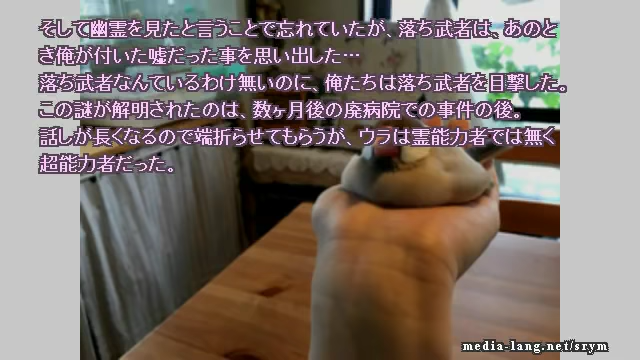 そして幽霊を見たと言うことで忘れていたが、落ち武者は、あのと
き俺が付いた嘘だった事を思い出した…
落ち武者なんているわけ無いのに、俺たちは落ち武者を目撃した。
この謎が解明されたのは、数ヶ月後の廃病院での事件の後。
話しが長くなるので端折らせてもらうが、ウラは霊能力者では無く
超能力者だった。
media-lang.net/srym